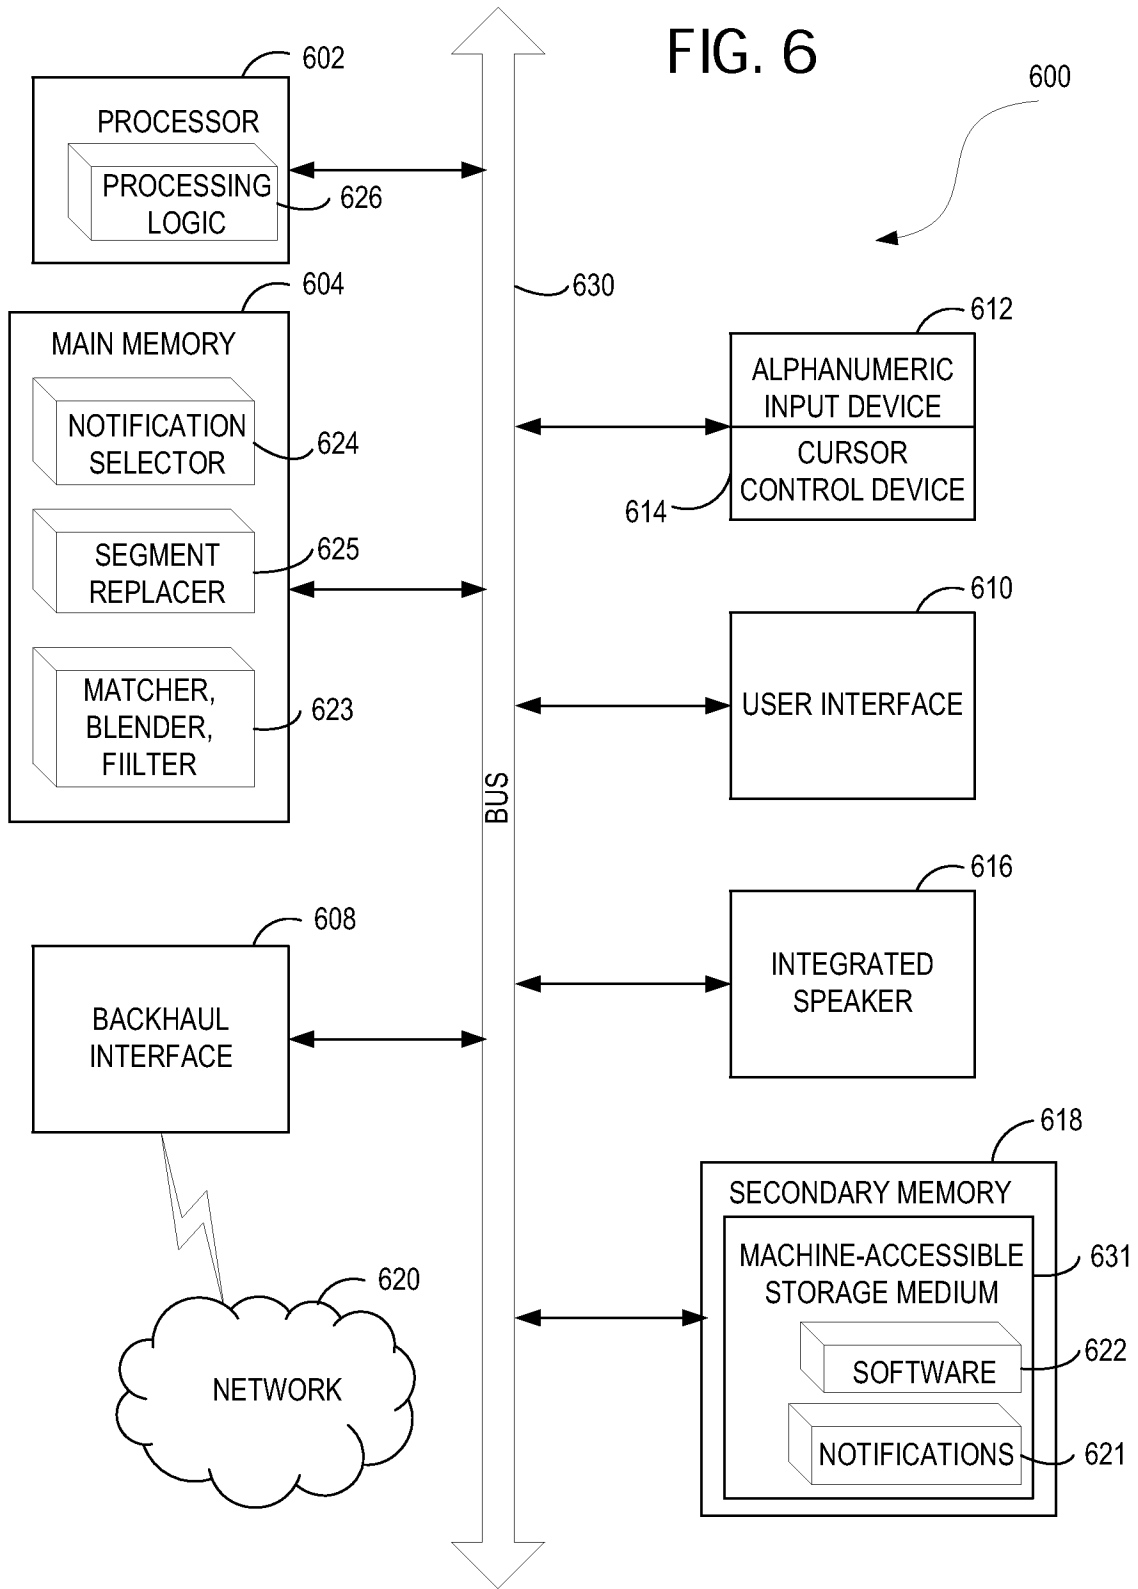 FIG. 6
600
602
PROCESSOR
PROCESSING
LOGIC
626
630
604
MAIN MEMORY
NOTIFICATION
SELECTOR
624
SEGMENT
REPLACER
625
MATCHER,
BLENDER,
FIILTER
623
BUS
608
BACKHAUL
INTERFACE
620
NETWORK
612
ALPHANUMERIC
INPUT DEVICE
CURSOR
CONTROL DEVICE
614
610
USER INTERFACE
616
INTEGRATED
SPEAKER
618
SECONDARY MEMORY
MACHINE-ACCESSIBLE
STORAGE MEDIUM
631
SOFTWARE
622
NOTIFICATIONS
621